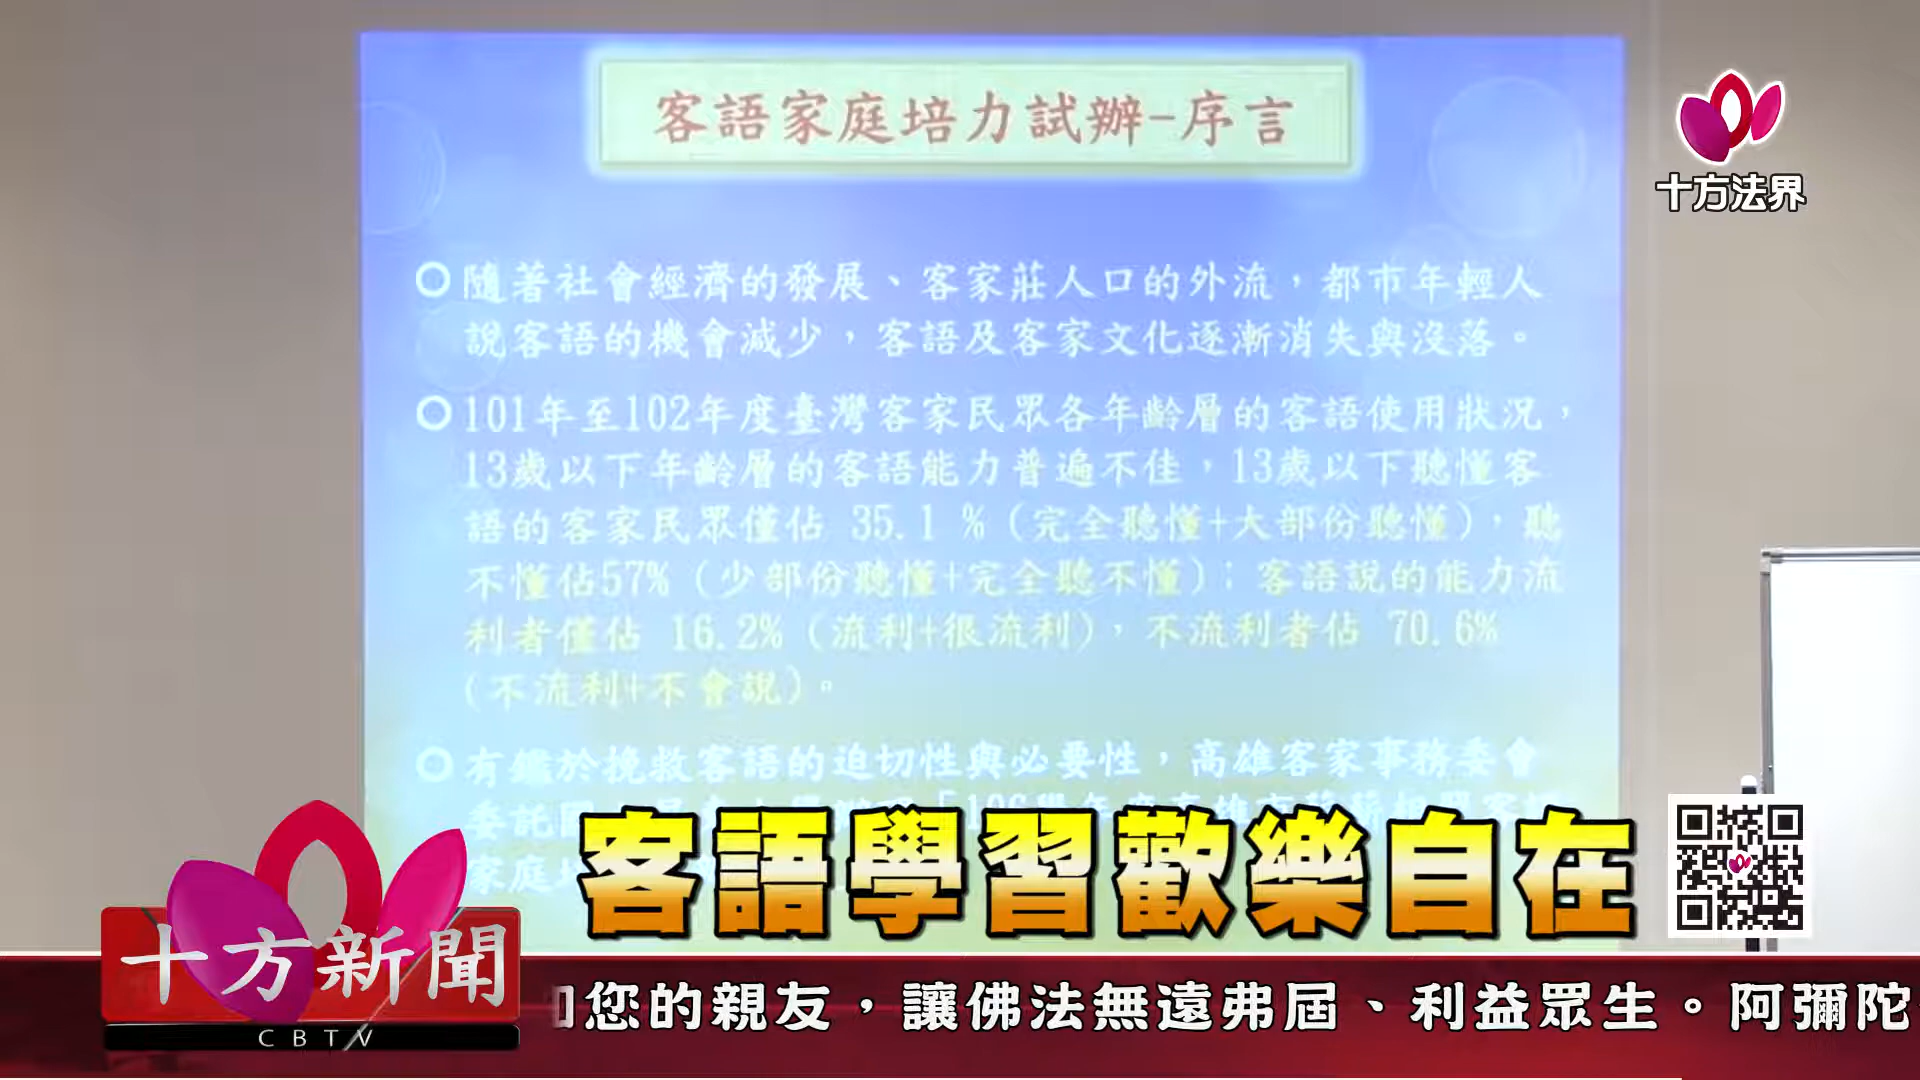 客語家庭培力試辦-序言
十方法界
隨著社會經濟的發展、客家莊人口的外流，都市年輕人
說客語的機會減少，客語及客家文化逐漸消失與沒落。
101年至102年度臺灣客家民眾各年齡層的客語使用狀況，
13歲以下年齡層的客語能力普遍不佳，13歲以下聽懂客
語的客家民眾僅佔 35.1 %（完全聽懂+大部份聽懂），聽
不懂佔57%（少部份聽懂+完全聽不懂）；客語說的能力流
利者僅佔 16.2%（流利+很流利），不流利者佔 70.6%
（不流利+不會說）。
有鑑於挽救客語的迫切性與必要性，高雄客家事務委會
委託
家庭
客語學習歡樂自在
十方新聞
CBTV
您的親友，讓佛法無遠弗屆、利益眾生。阿彌陀